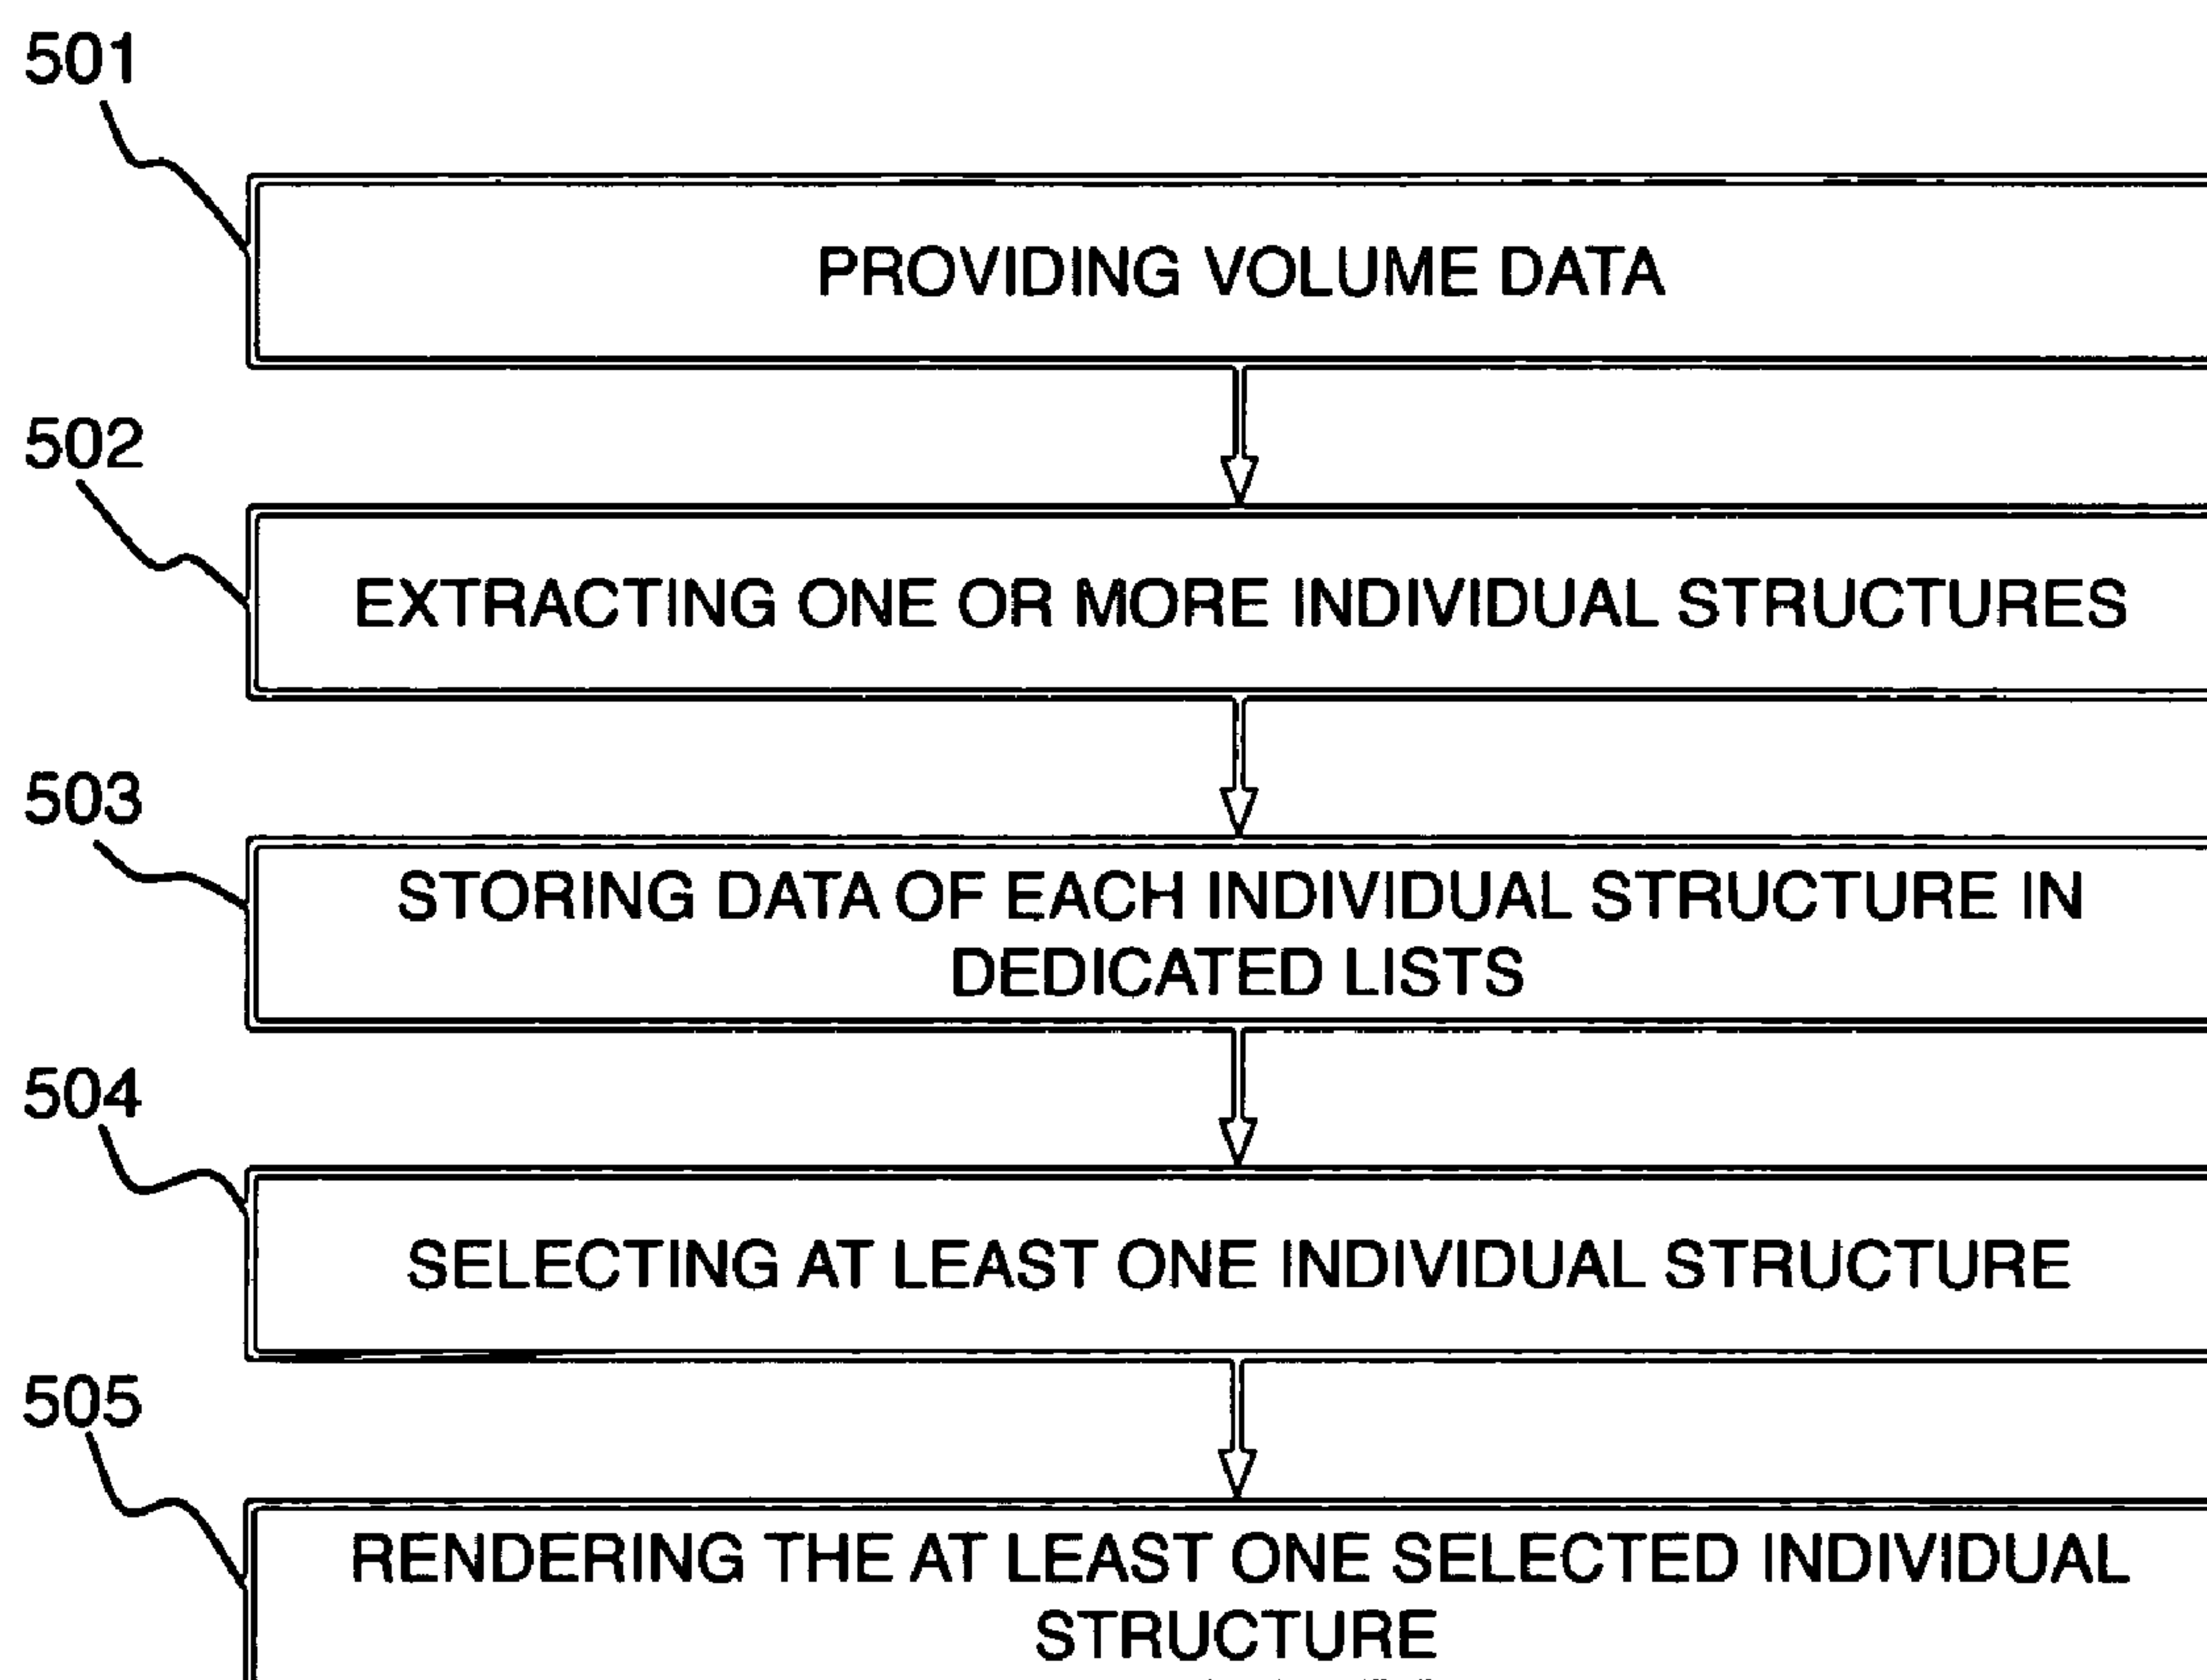 501
PROVIDING VOLUME DATA
502
EXTRACTING ONE OR MORE INDIVIDUAL STRUCTURES
503
STORING DATA OF EACH INDIVIDUAL STRUCTURE IN
DEDICATED LISTS
504
SELECTING AT LEAST ONE INDIVIDUAL STRUCTURE
505
RENDERING THE AT LEAST ONE SELECTED INDIVIDUAL
STRUCTURE